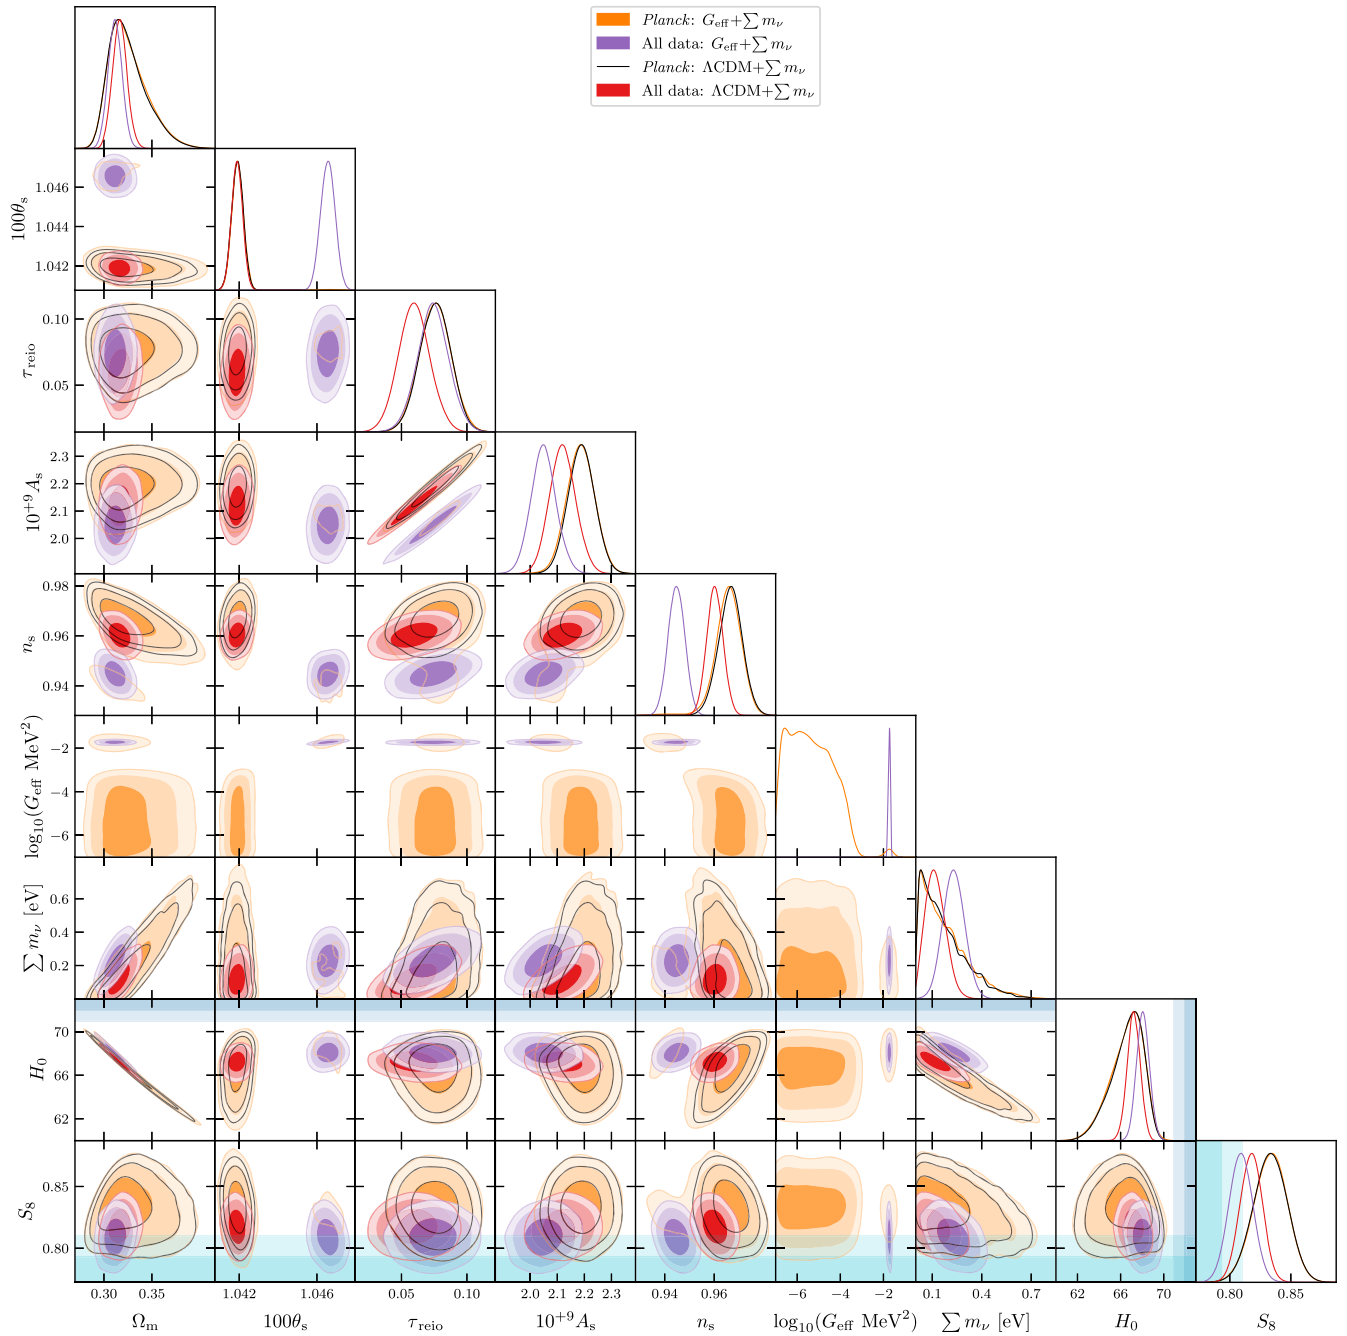 Planck: G_eff+∑ m_ν
All data: G_eff+∑ m_ν
Planck: ΛCDM+∑ m_ν
All data: ΛCDM+∑ m_ν
100θ_s
1.046
1.044
1.042
τ_reio
0.10
0.05
10^{+9}A_s
2.3
2.2
2.1
2.0
n_s
0.98
0.96
0.94
log₁₀(G_eff MeV²)
−2
−4
−6
∑ m_ν [eV]
0.6
0.4
0.2
H_0
70
66
62
S_8
0.85
0.80
0.30 0.35 1.042 1.046 0.05 0.10 2.0 2.1 2.2 2.3 0.94 0.96 −6 −4 −2 0.1 0.4 0.7 62 66 70 0.80 0.85
Ω_m 100θ_s τ_reio 10^{+9}A_s n_s log₁₀(G_eff MeV²) ∑ m_ν [eV] H_0 S_8